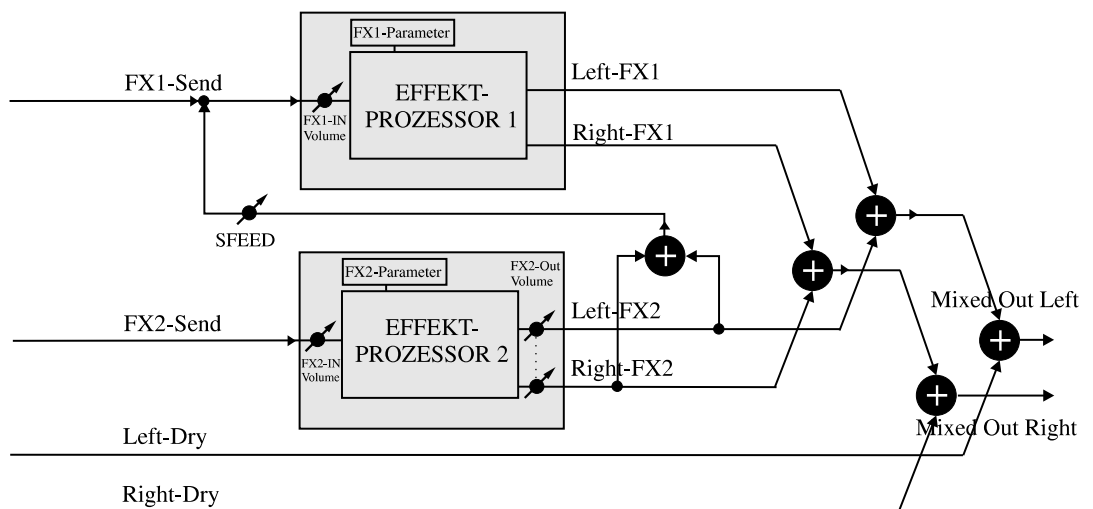 FX1-Parameter
FX1-Send
EFFEKT-
PROZESSOR 1
FX1-IN
Volume
Left-FX1
Right-FX1
+
+
+
SFEED
FX2-Parameter
FX2-Out
Volume
FX2-Send
EFFEKT-
PROZESSOR 2
FX2-IN
Volume
Left-FX2
Right-FX2
Mixed Out Left
+
+
Mixed Out Right
Left-Dry
Right-Dry